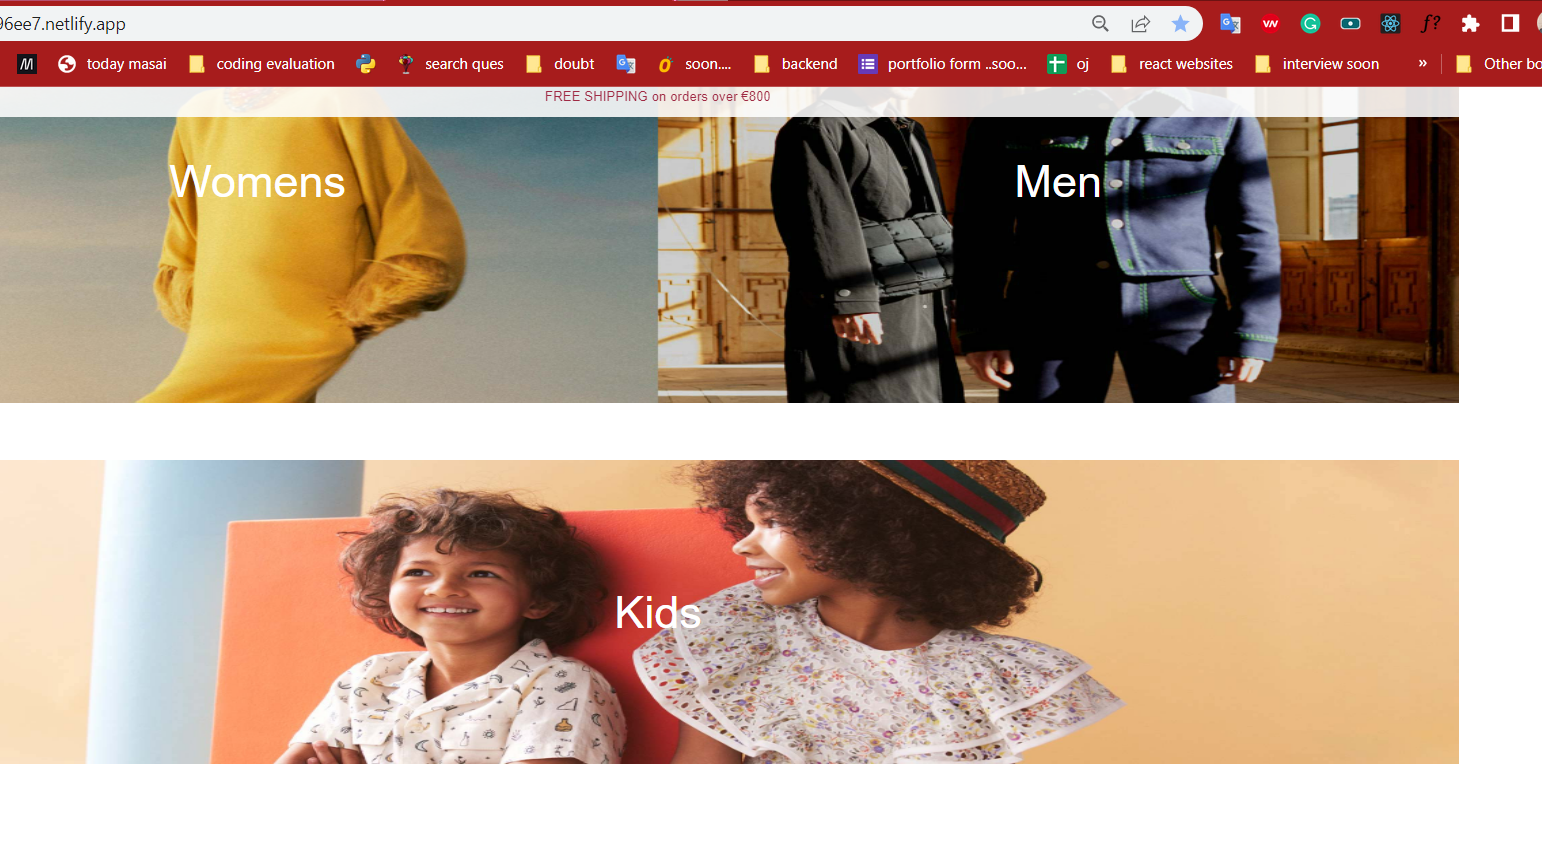 96ee7.netlify.app
today masai coding evaluation search ques doubt soon.... backend portfolio form ..soo... oj react websites interview soon » Other bo
FREE SHIPPING on orders over €800
Womens
Men
Kids